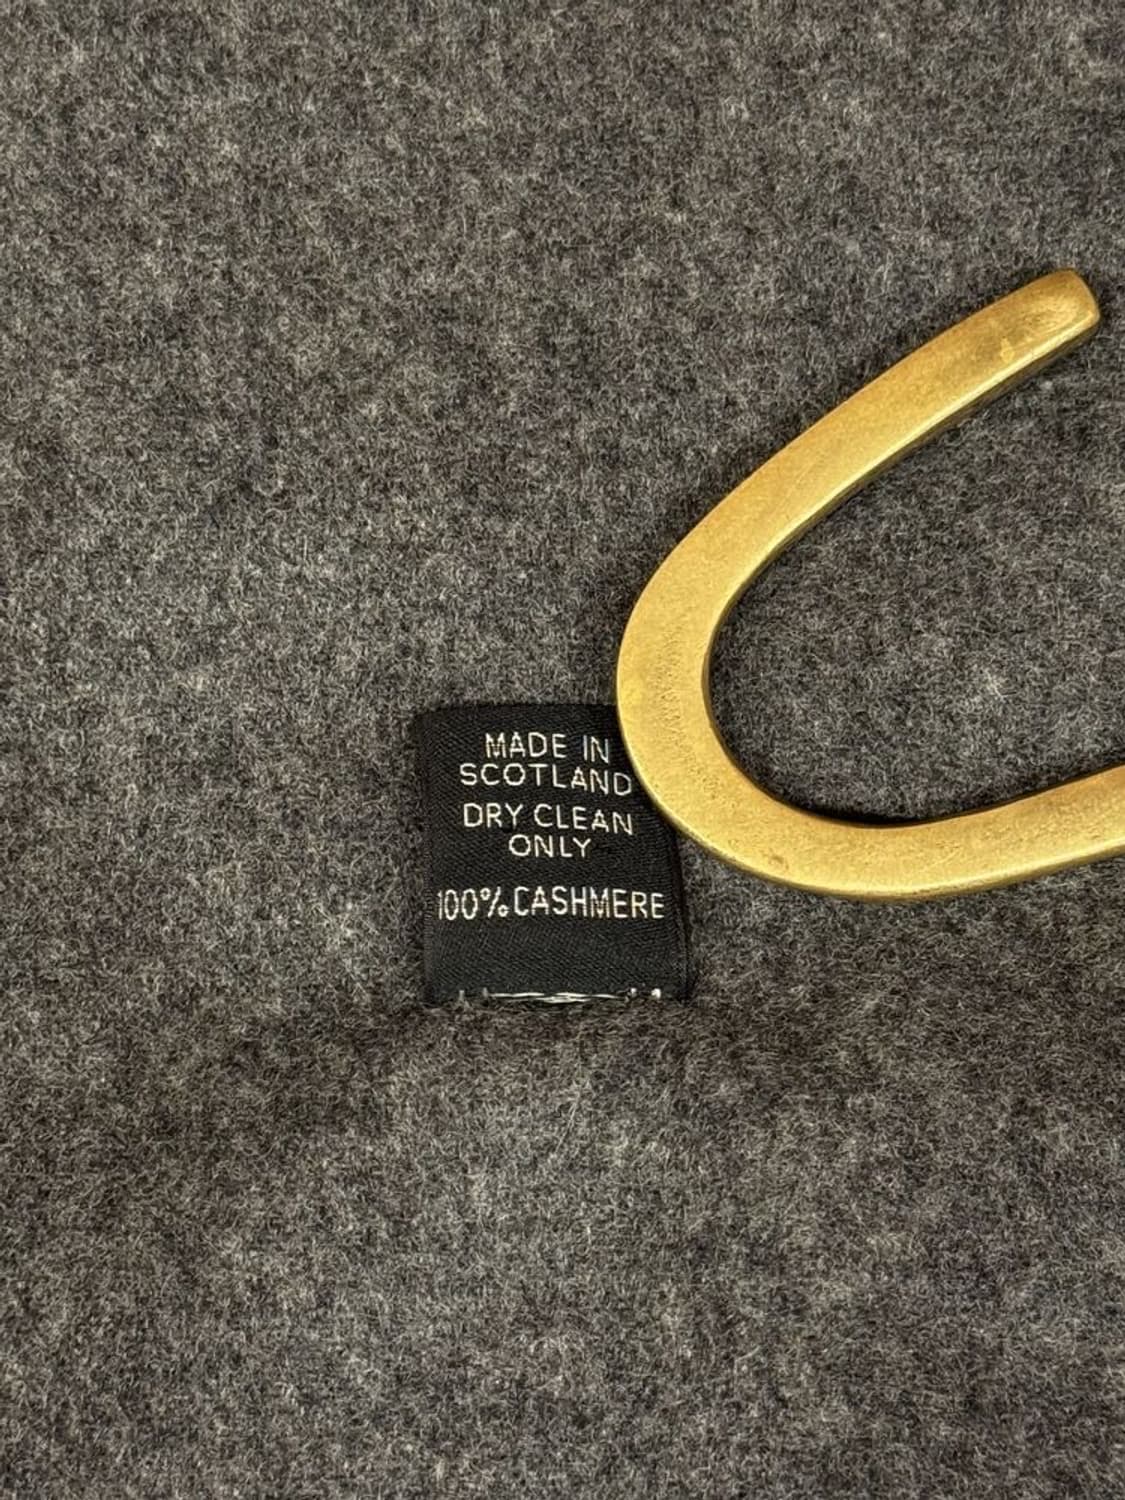 MADE IN
SCOTLAND
DRY CLEAN
ONLY
100% CASHMERE